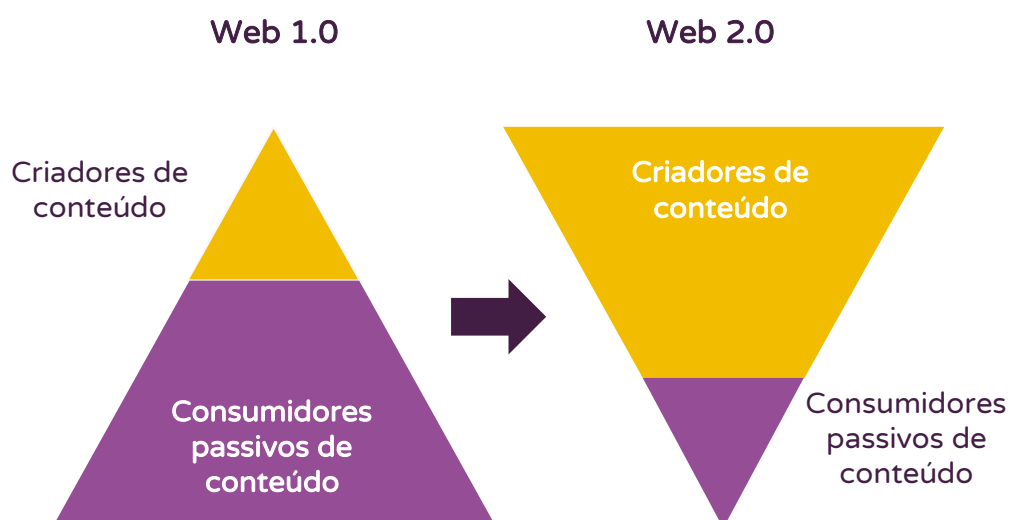 Web 1.0
Web 2.0
Criadores de
conteúdo
Criadores de
conteúdo
Consumidores
passivos de
conteúdo
Consumidores
passivos de
conteúdo